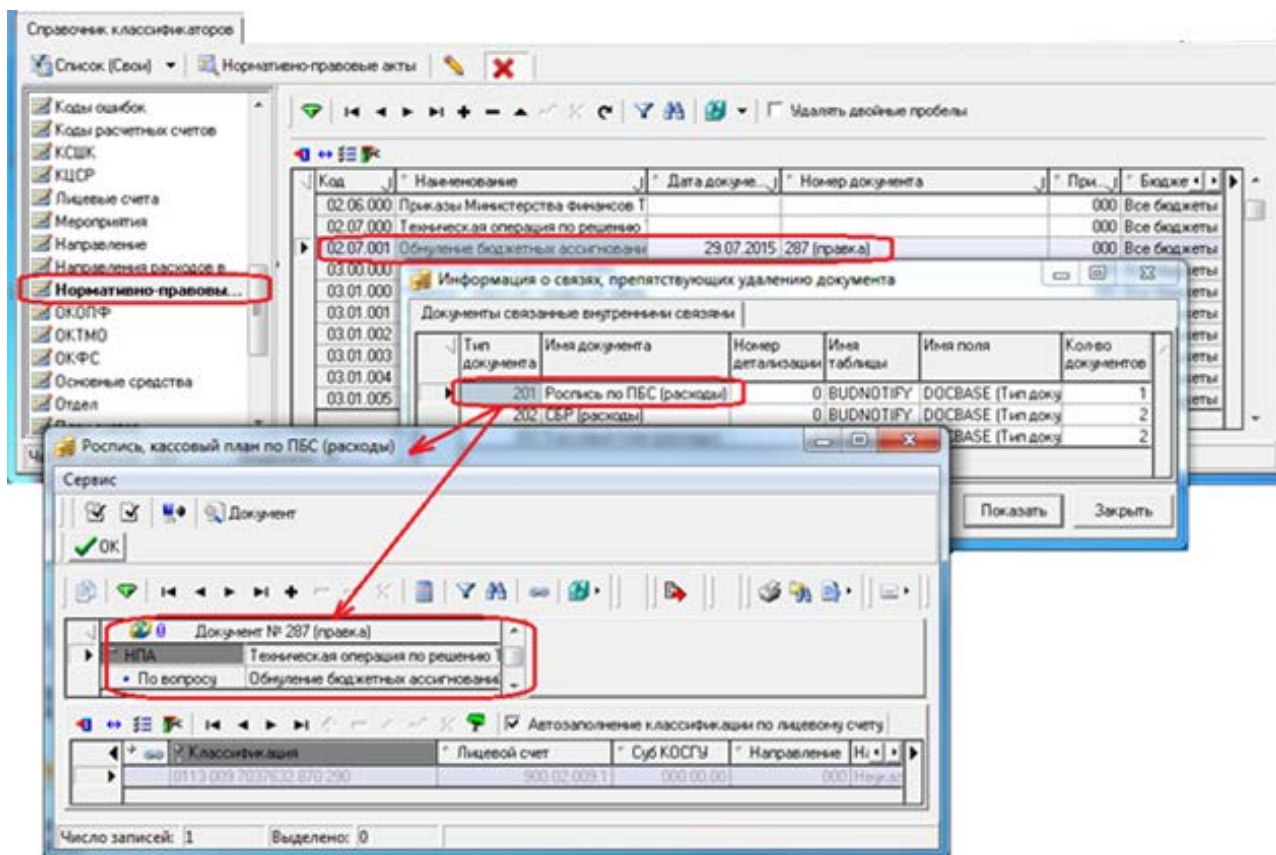 Справочник классификаторов
Список (Свои) Нормативно-правовые акты
Коды ошибок
Коды расчетных счетов
КСШК
КЦСР
Лицевые счета
Мероприятия
Направление
Направления расходов в
Нормативно-правовы...
ОКОПФ
ОКТМО
ОКФС
Основные средства
Отдел
Удалять двойные пробелы
Код Наименование Дата докуме... Номер документа При... Бюдже
02.06.000 Приказы Министерства финансов Т 000 Все бюджеты
02.07.000 Техническая операция по решению 000 Все бюджеты
02.07.001 Обнуление бюджетных ассигновани 29.07.2015 287 (правка) 000 Все бюджеты
03.00.000
03.01.000
03.01.001
03.01.002
03.01.003
03.01.004
03.01.005
Информация о связях, препятствующих удалению документа
Документы связанные внутренними связями
Тип документа Имя документа Номер детализации Имя таблицы Имя поля Кол-во документов
201 Роспись по ПБС (расходы) 0 BUDNOTIFY DOCBASE (Тип доку 1
202 СБР (расходы) 0 BUDNOTIFY DOCBASE (Тип доку 2
BASE (Тип доку 2
Показать Закрыть
Роспись, кассовый план по ПБС (расходы)
Сервис
Документ
OK
0 Документ № 287 (правка)
НПА Техническая операция по решению Т
По вопросу Обнуление бюджетных ассигновани
Автозаполнение классификации по лицевому счету
Классификация Лицевой счет Суб КОСГУ Направление
0113 009 7037632 870 290 900.02.009.1 000.00.00 000
Число записей: 1 Выделено: 0